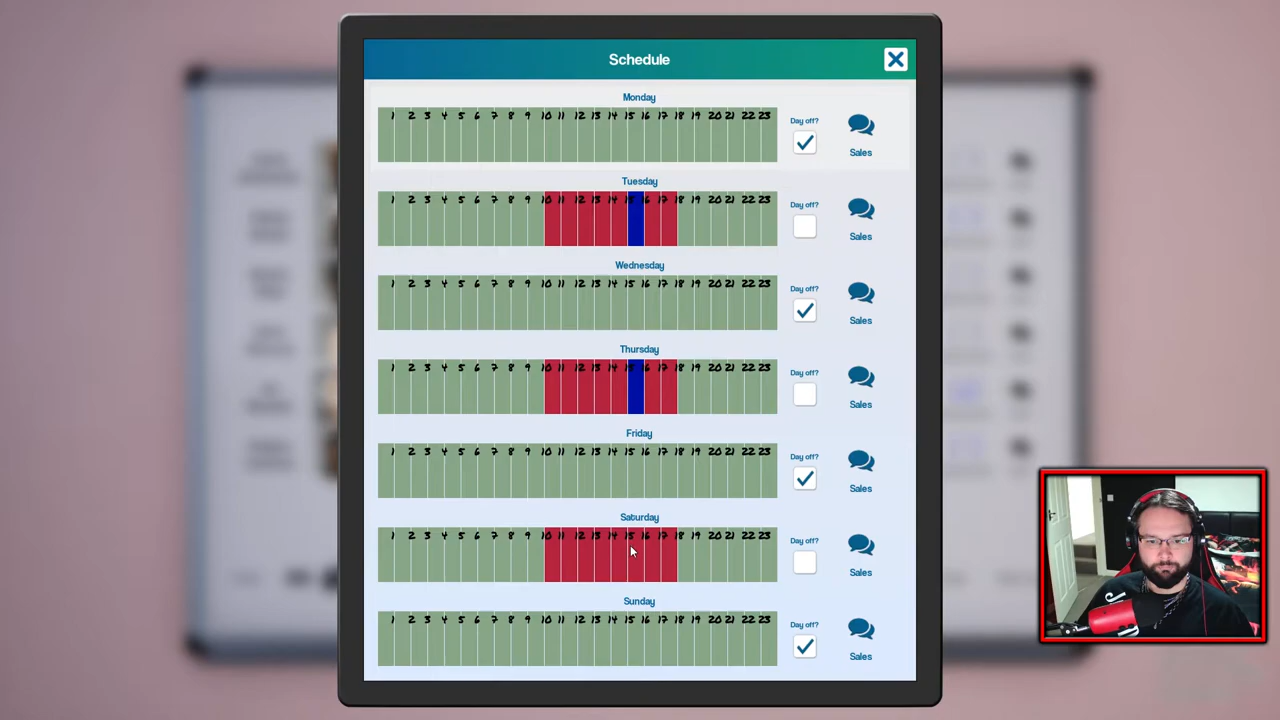 Schedule
Monday
1 2 3 4 5 6 7 8 9 10 11 12 13 14 15 16 17 18 19 20 21 22 23
Day off?
Sales
Tuesday
1 2 3 4 5 6 7 8 9 10 11 12 13 14 15 16 17 18 19 20 21 22 23
Day off?
Sales
Wednesday
1 2 3 4 5 6 7 8 9 10 11 12 13 14 15 16 17 18 19 20 21 22 23
Day off?
Sales
Thursday
1 2 3 4 5 6 7 8 9 10 11 12 13 14 15 16 17 18 19 20 21 22 23
Day off?
Sales
Friday
1 2 3 4 5 6 7 8 9 10 11 12 13 14 15 16 17 18 19 20 21 22 23
Day off?
Sales
Saturday
1 2 3 4 5 6 7 8 9 10 11 12 13 14 15 16 17 18 19 20 21 22 23
Day off?
Sales
Sunday
1 2 3 4 5 6 7 8 9 10 11 12 13 14 15 16 17 18 19 20 21 22 23
Day off?
Sales